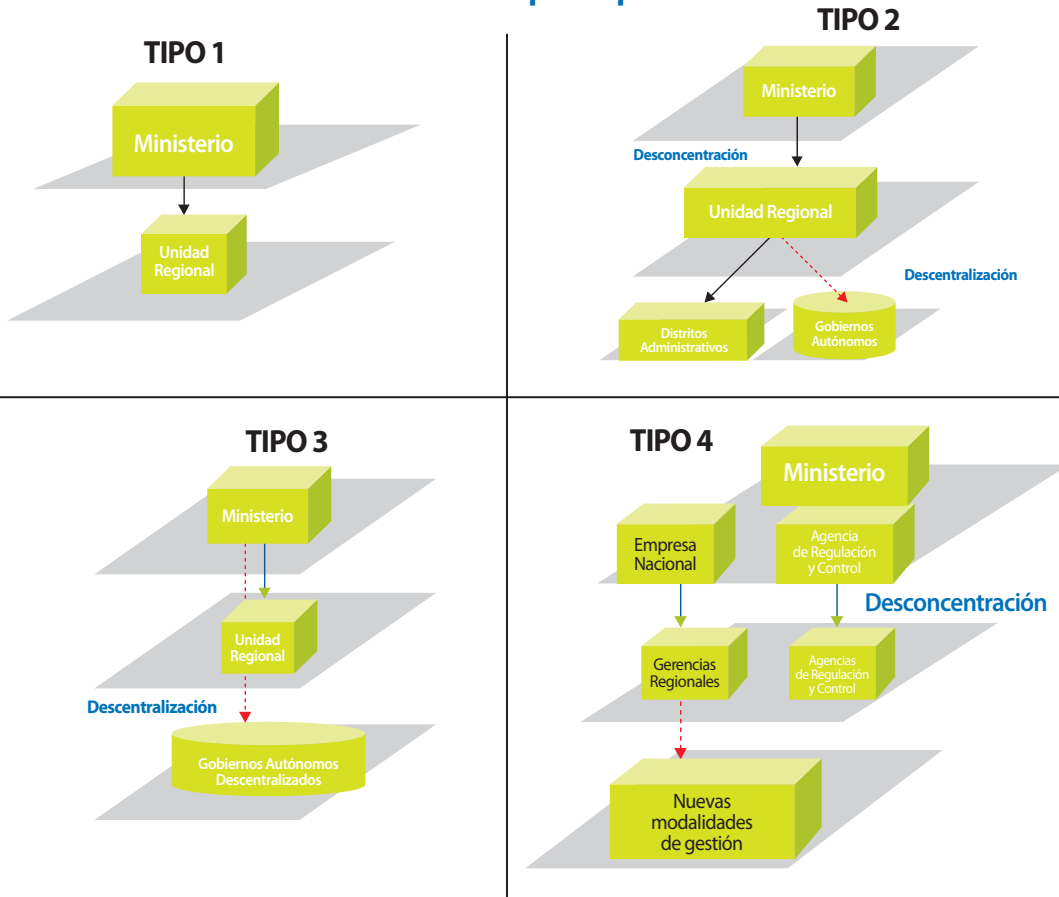 TIPO 1
Ministerio
Unidad
Regional
TIPO 2
Ministerio
Desconcentración
Unidad Regional
Descentralización
Distritos
Administrativos
Gobiernos
Autónomos
TIPO 3
Ministerio
Unidad
Regional
Descentralización
Gobiernos Autónomos
Descentralizados
TIPO 4
Ministerio
Empresa
Nacional
Agencia
de Regulación
y Control
Desconcentración
Gerencias
Regionales
Agencias
de Regulación
y Control
Nuevas
modalidades
de gestión